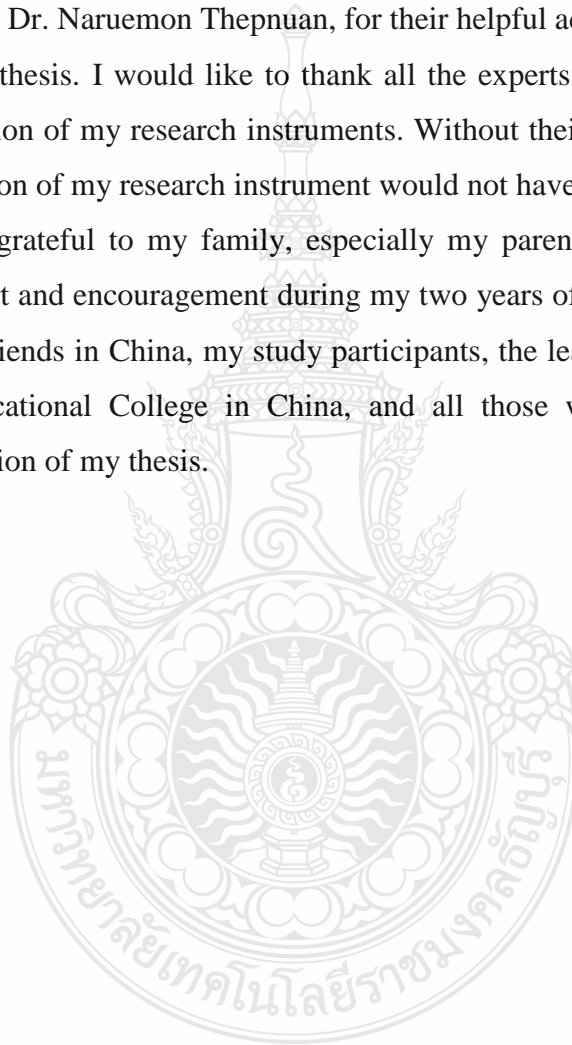 Dr. Naruemon Thepnuan, for their helpful ac
thesis. I would like to thank all the experts
ion of my research instruments. Without thei
on of my research instrument would not have
grateful to my family, especially my paren
t and encouragement during my two years of
iends in China, my study participants, the lea
cational College in China, and all those w
ion of my thesis.
มหาวิทยาลัยเทคโนโลยีราชมงคลธัญบุรี